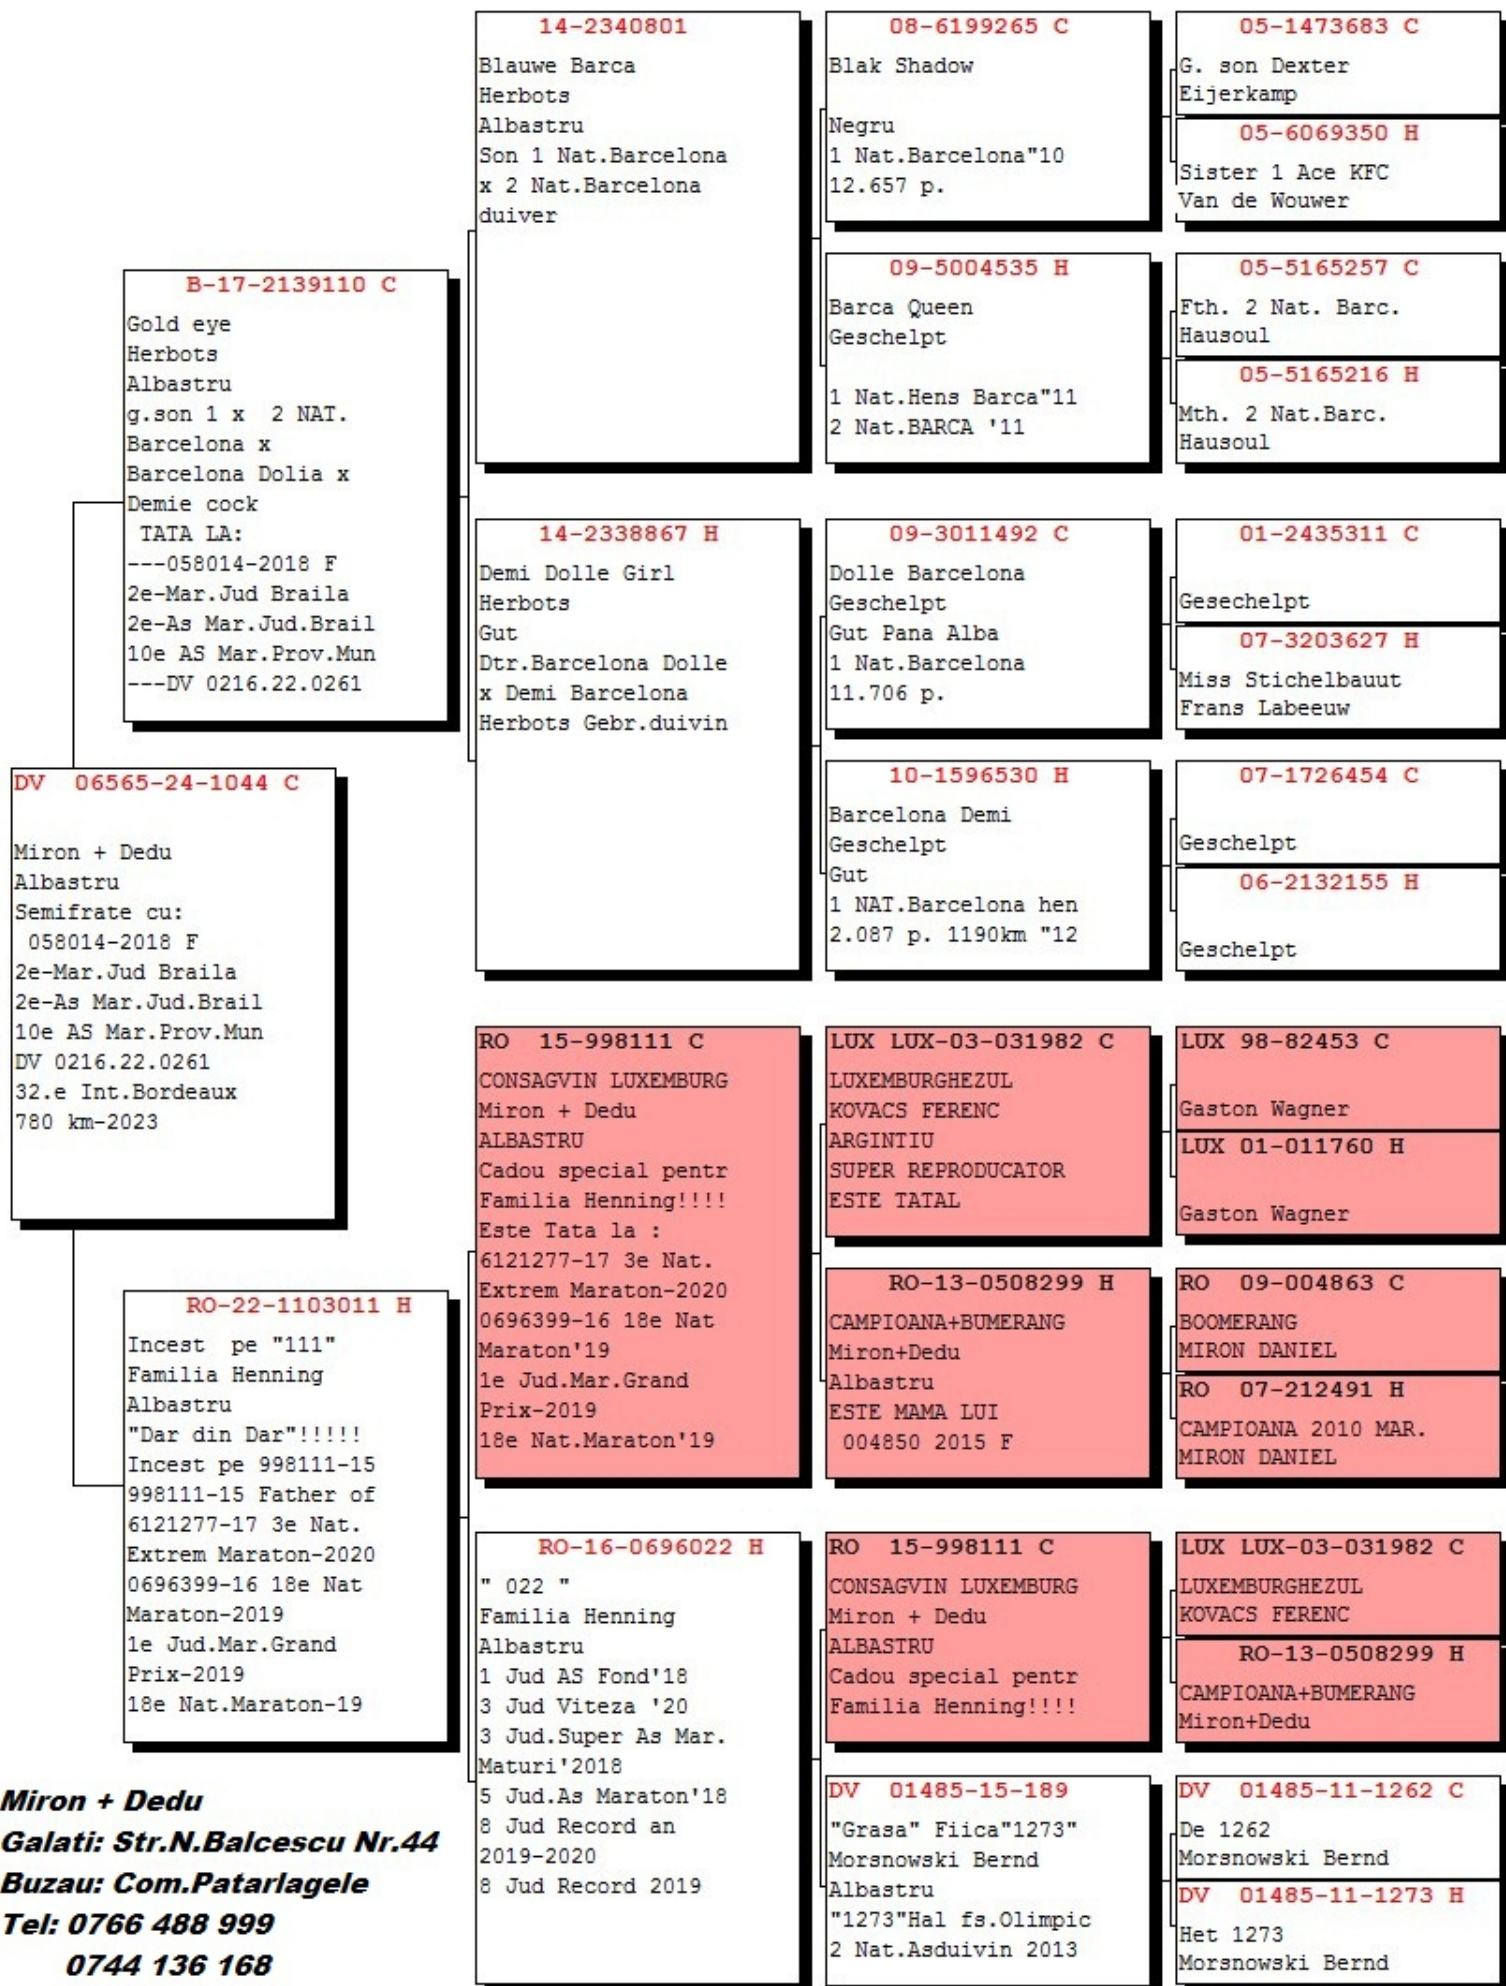 DV 06565-24-1044 C
Miron + Dedu
Albastru
Semifrate cu:
058014-2018 F
2e-Mar.Jud Braila
2e-As Mar.Jud.Brail
10e AS Mar.Prov.Mun
DV 0216.22.0261
32.e Int.Bordeaux
780 km-2023
B-17-2139110 C
Gold eye
Herbots
Albastru
g.son 1 x 2 NAT.
Barcelona x
Barcelona Dolia x
Demie cock
TATA LA:
---058014-2018 F
2e-Mar.Jud Braila
2e-As Mar.Jud.Brail
10e AS Mar.Prov.Mun
---DV 0216.22.0261
RO-22-1103011 H
Incest pe "111"
Familia Henning
Albastru
"Dar din Dar"!!!!!
Incest pe 998111-15
998111-15 Father of
6121277-17 3e Nat.
Extrem Maraton-2020
0696399-16 18e Nat
Maraton-2019
1e Jud.Mar.Grand
Prix-2019
18e Nat.Maraton-19
14-2340801
Blauwe Barca
Herbots
Albastru
Son 1 Nat.Barcelona
x 2 Nat.Barcelona
duiver
14-2338867 H
Demi Dolle Girl
Herbots
Gut
Dtr.Barcelona Dolle
x Demi Barcelona
Herbots Gebr.duivin
RO 15-998111 C
CONSAGVIN LUXEMBURG
Miron + Dedu
ALBASTRU
Cadou special pentr
Familia Henning!!!!
Este Tata la :
6121277-17 3e Nat.
Extrem Maraton-2020
0696399-16 18e Nat
Maraton'19
1e Jud.Mar.Grand
Prix-2019
18e Nat.Maraton'19
RO-16-0696022 H
" 022 "
Familia Henning
Albastru
1 Jud AS Fond'18
3 Jud Viteza '20
3 Jud.Super As Mar.
Maturi'2018
5 Jud.As Maraton'18
8 Jud Record an
2019-2020
8 Jud Record 2019
08-6199265 C
Blak Shadow
Negru
1 Nat.Barcelona"10
12.657 p.
09-5004535 H
Barca Queen
Geschelpt
1 Nat.Hens Barca"11
2 Nat.BARCA '11
09-3011492 C
Dolle Barcelona
Geschelpt
Gut Pana Alba
1 Nat.Barcelona
11.706 p.
10-1596530 H
Barcelona Demi
Geschelpt
Gut
1 NAT.Barcelona hen
2.087 p. 1190km "12
LUX LUX-03-031982 C
LUXEMBURGHEZUL
KOVACS FERENC
ARGINTIU
SUPER REPRODUCATOR
ESTE TATAL
RO-13-0508299 H
CAMPIOANA+BUMERANG
Miron+Dedu
Albastru
ESTE MAMA LUI
004850 2015 F
RO 15-998111 C
CONSAGVIN LUXEMBURG
Miron + Dedu
ALBASTRU
Cadou special pentr
Familia Henning!!!!
DV 01485-15-189
"Grasa" Fiica"1273"
Morsnowski Bernd
Albastru
"1273"Hal fs.Olimpic
2 Nat.Asduivin 2013
05-1473683 C
G. son Dexter
Eijerkamp
05-6069350 H
Sister 1 Ace KFC
Van de Wouwer
05-5165257 C
Fth. 2 Nat. Barc.
Hausoul
05-5165216 H
Mth. 2 Nat.Barc.
Hausoul
01-2435311 C
Gesechelpt
07-3203627 H
Miss Stichelbauut
Frans Labeeuw
07-1726454 C
Geschelpt
06-2132155 H
Geschelpt
LUX 98-82453 C
Gaston Wagner
LUX 01-011760 H
Gaston Wagner
RO 09-004863 C
BOOMERANG
MIRON DANIEL
RO 07-212491 H
CAMPIOANA 2010 MAR.
MIRON DANIEL
LUX LUX-03-031982 C
LUXEMBURGHEZUL
KOVACS FERENC
RO-13-0508299 H
CAMPIOANA+BUMERANG
Miron+Dedu
DV 01485-11-1262 C
De 1262
Morsnowski Bernd
DV 01485-11-1273 H
Het 1273
Morsnowski Bernd
Miron + Dedu
Galati: Str.N.Balcescu Nr.44
Buzau: Com.Patarlagele
Tel: 0766 488 999
0744 136 168